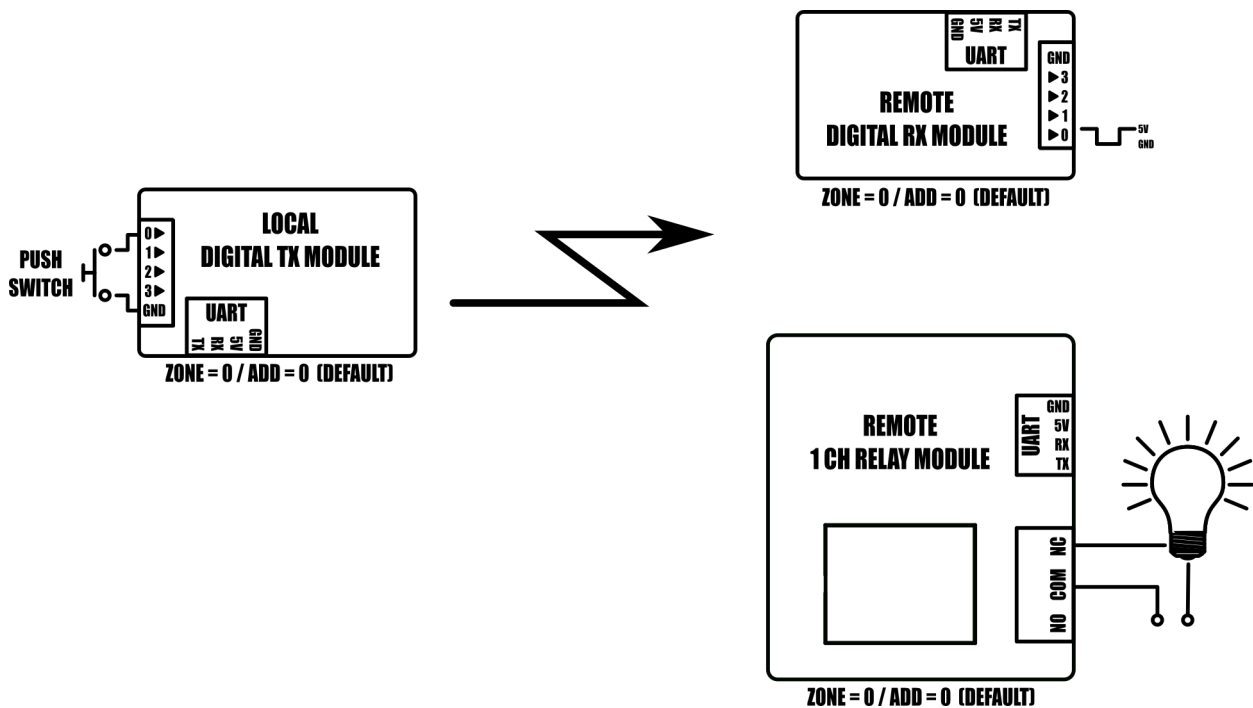 PUSH
SWITCH
0▶
1▶
2▶
3▶
GND
LOCAL
DIGITAL TX MODULE
UART
TX
RX
5V
GND
ZONE = 0 / ADD = 0 (DEFAULT)
GND
5V
RX
TX
UART
REMOTE
DIGITAL RX MODULE
GND
▶3
▶2
▶1
▶0
5V
GND
ZONE = 0 / ADD = 0 (DEFAULT)
REMOTE
1 CH RELAY MODULE
UART
GND
5V
RX
TX
NC
COM
NO
ZONE = 0 / ADD = 0 (DEFAULT)